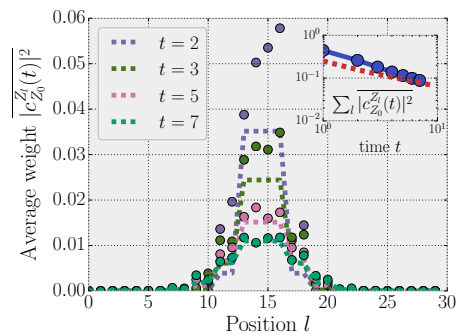 0.06
0.05
0.04
0.03
0.02
0.01
0.00
0 5 10 15 20 25 30
Average weight $\overline{|c_{Z_0}^{Z_l}(t)|^2}$
Position $l$
$t = 2$
$t = 3$
$t = 5$
$t = 7$
$10^0$
$10^{-1}$
$10^{-2}$
$\sum_l \overline{|c_{Z_0}^{Z_l}(t)|^2}$
$10^0$ $10^1$
time $t$